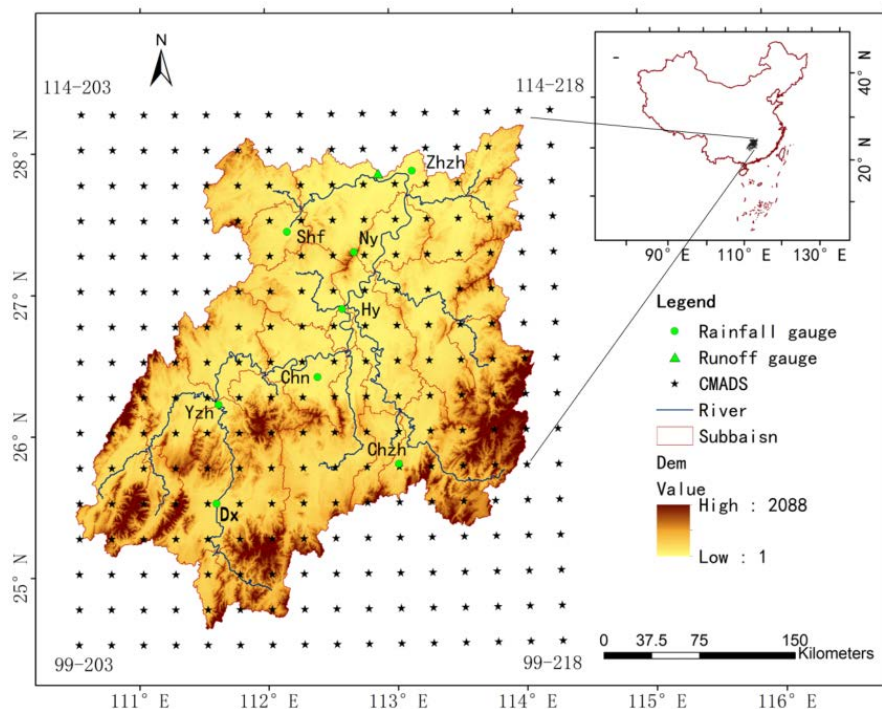 N
114-203
114-218
28° N
27° N
26° N
25° N
Zhzh
Shf
Ny
Hy
Chn
Yzh
Chzh
Dx
99-203
99-218
111° E
112° E
113° E
114° E
115° E
116° E
40° N
20° N
90° E
110° E
130° E
Legend
Rainfall gauge
Runoff gauge
CMADS
River
Subbaisn
Dem
Value
High : 2088
Low : 1
0 37.5 75 150
Kilometers